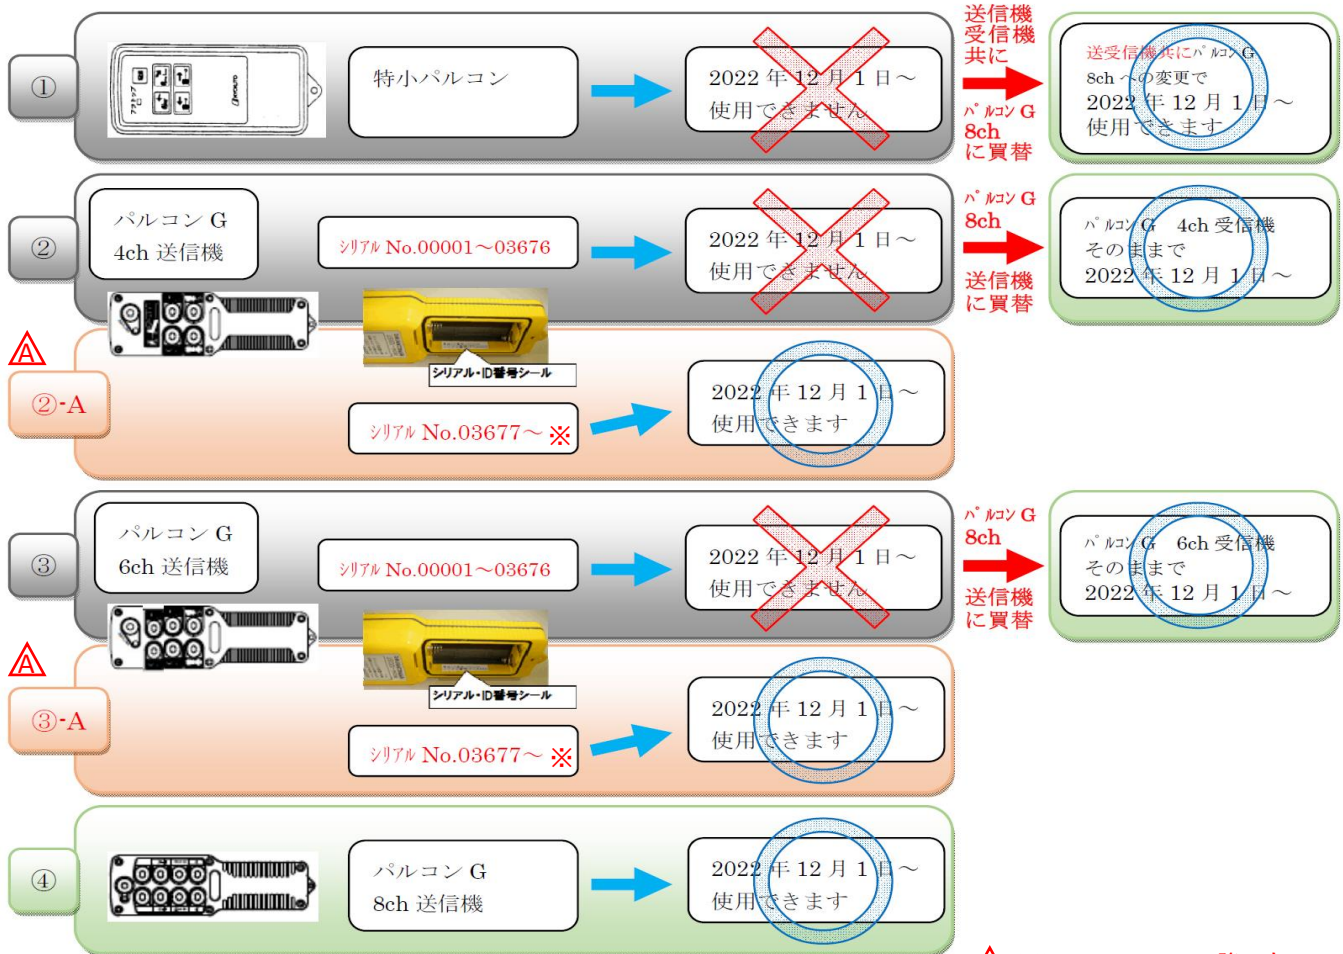 ①
アウトリガ
KYOKUTO
特小パルコン
2022 年 12 月 1 日～
使用できません
送信機
受信機
共に
パルコン G
8ch
に買替
送受信機共にパルコン G
8ch への変更で
2022 年 12 月 1 日～
使用できます
②
パルコン G
4ch 送信機
シリアル No.00001～03676
2022 年 12 月 1 日～
使用できません
パルコン G
8ch
送信機
に買替
パルコン G 4ch 受信機
そのままで
2022 年 12 月 1 日～
A
②-A
シリアル・ID番号シール
シリアル No.03677～ ※
2022 年 12 月 1 日～
使用できます
③
パルコン G
6ch 送信機
シリアル No.00001～03676
2022 年 12 月 1 日～
使用できません
パルコン G
8ch
送信機
に買替
パルコン G 6ch 受信機
そのままで
2022 年 12 月 1 日～
A
③-A
シリアル・ID番号シール
シリアル No.03677～ ※
2022 年 12 月 1 日～
使用できます
④
パルコン G
8ch 送信機
2022 年 12 月 1 日～
使用できます